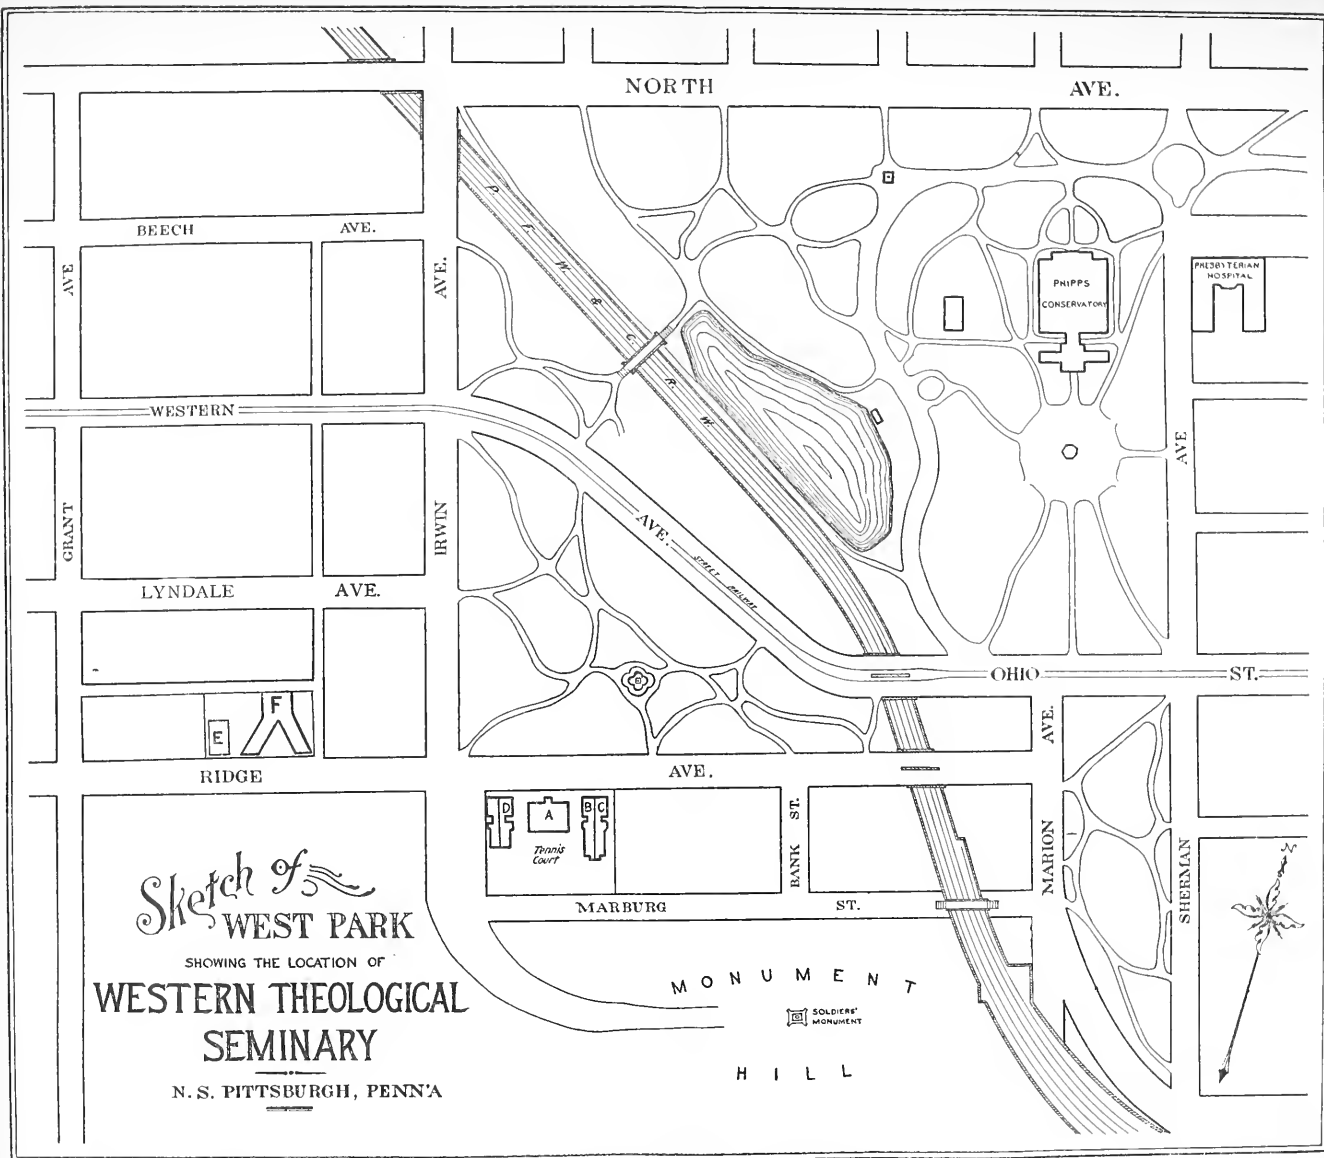 NORTH AVE.
BEECH AVE.
AVE
AVE.
P. F. W. & C. R. W.
PRESBYTERIAN
HOSPITAL
PHIPPS
CONSERVATORY
WESTERN
AVE.
STREET RAILWAY
GRANT
IRWIN
AVE
LYNDALE AVE.
OHIO ST.
F
E
RIDGE AVE.
AVE.
D
A
B C
Tennis
Court
BANK ST.
MARION
SHERMAN
MARBURG ST.
N
Sketch of
WEST PARK
SHOWING THE LOCATION OF
WESTERN THEOLOGICAL
SEMINARY
N. S. PITTSBURGH, PENN'A
MONUMENT
SOLDIERS'
MONUMENT
HILL